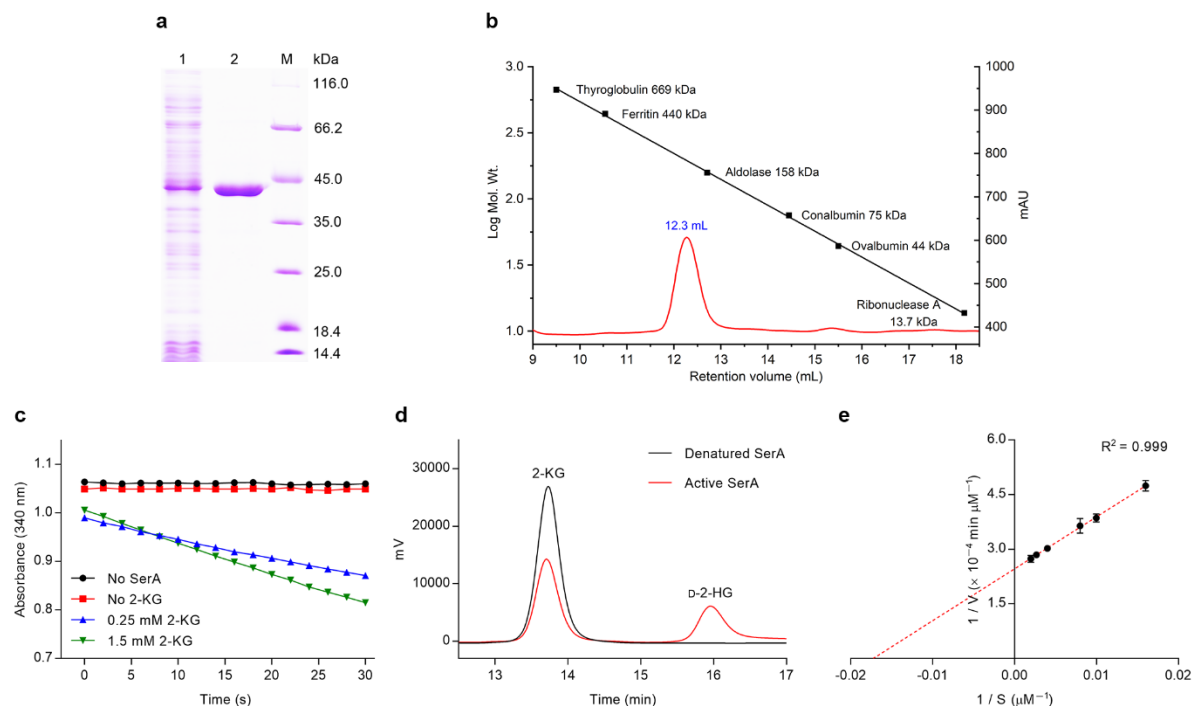 a
1 2 M kDa
116.0
66.2
45.0
35.0
25.0
18.4
14.4
b
3.0
2.5
2.0
1.5
1.0
Log Mol. Wt.
Thyroglobulin 669 kDa
Ferritin 440 kDa
Aldolase 158 kDa
Conalbumin 75 kDa
Ovalbumin 44 kDa
Ribonuclease A
13.7 kDa
12.3 mL
1000
900
800
700
600
500
400
mAU
9 10 11 12 13 14 15 16 17 18
Retention volume (mL)
c
1.1
1.0
0.9
0.8
0.7
Absorbance (340 nm)
No SerA
No 2-KG
0.25 mM 2-KG
1.5 mM 2-KG
0 5 10 15 20 25 30
Time (s)
d
30000
20000
10000
0
mV
2-KG
Denatured SerA
Active SerA
D-2-HG
13 14 15 16 17
Time (min)
e
6.0
4.5
3.0
1.5
1 / V (× 10⁻⁴ min μM⁻¹)
R² = 0.999
-0.02 -0.01 0.00 0.01 0.02
1 / S (μM⁻¹)